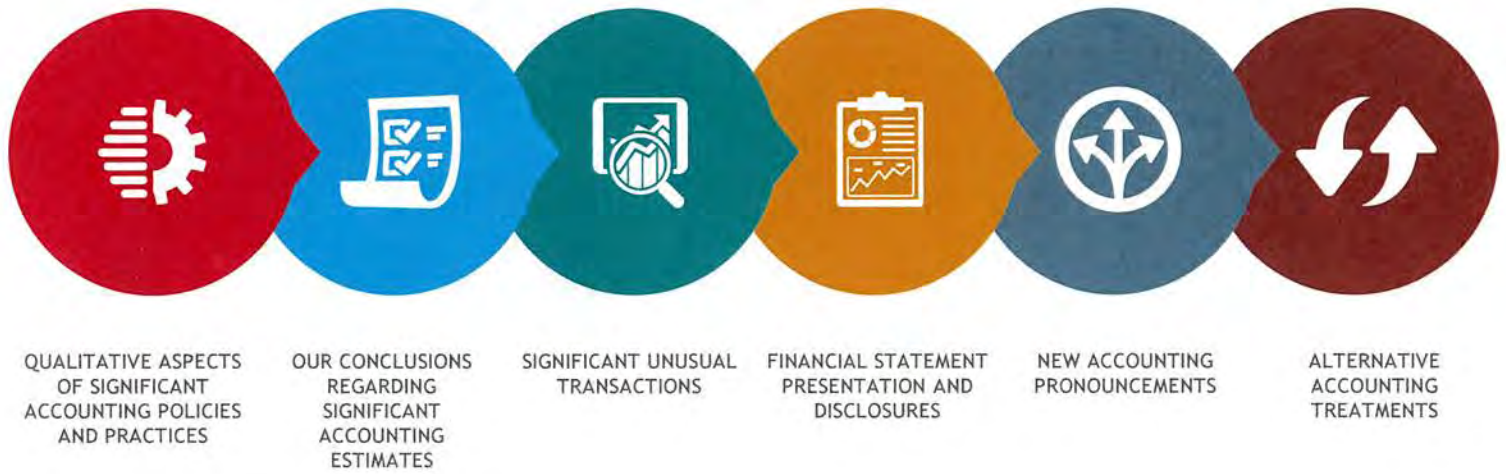 QUALITATIVE ASPECTS
OF SIGNIFICANT
ACCOUNTING POLICIES
AND PRACTICES
OUR CONCLUSIONS
REGARDING
SIGNIFICANT
ACCOUNTING
ESTIMATES
SIGNIFICANT UNUSUAL
TRANSACTIONS
FINANCIAL STATEMENT
PRESENTATION AND
DISCLOSURES
NEW ACCOUNTING
PRONOUNCEMENTS
ALTERNATIVE
ACCOUNTING
TREATMENTS